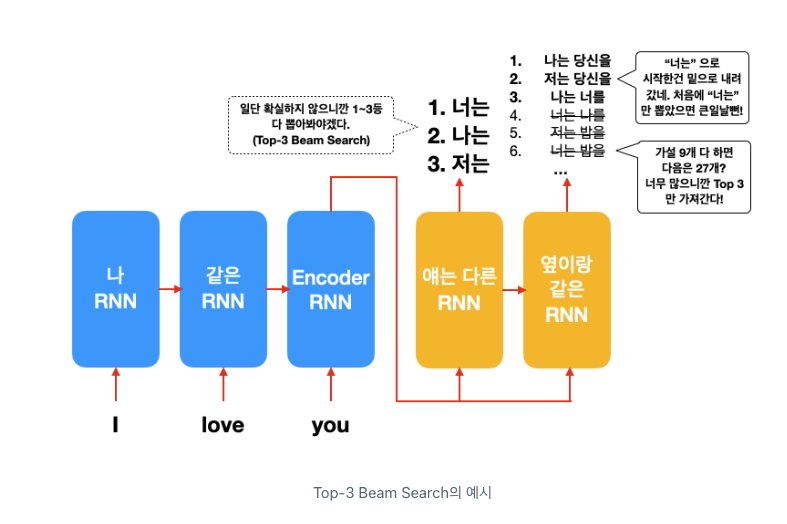 일단 확실하지 않으니깐 1~3등
다 뽑아봐야겠다.
(Top-3 Beam Search)
1. 너는
2. 나는
3. 저는
1. 나는 당신을
2. 저는 당신을
3. 나는 너를
4. 너는 나를
5. 저는 밥을
6. 너는 밥을
...
“너는” 으로
시작한건 밑으로 내려
갔네. 처음에 “너는”
만 뽑았으면 큰일날뻔!
가설 9개 다 하면
다음은 27개?
너무 많으니깐 Top 3
만 가져간다!
나
RNN
같은
RNN
Encoder
RNN
얘는 다른
RNN
옆이랑
같은
RNN
I
love
you
Top-3 Beam Search의 예시